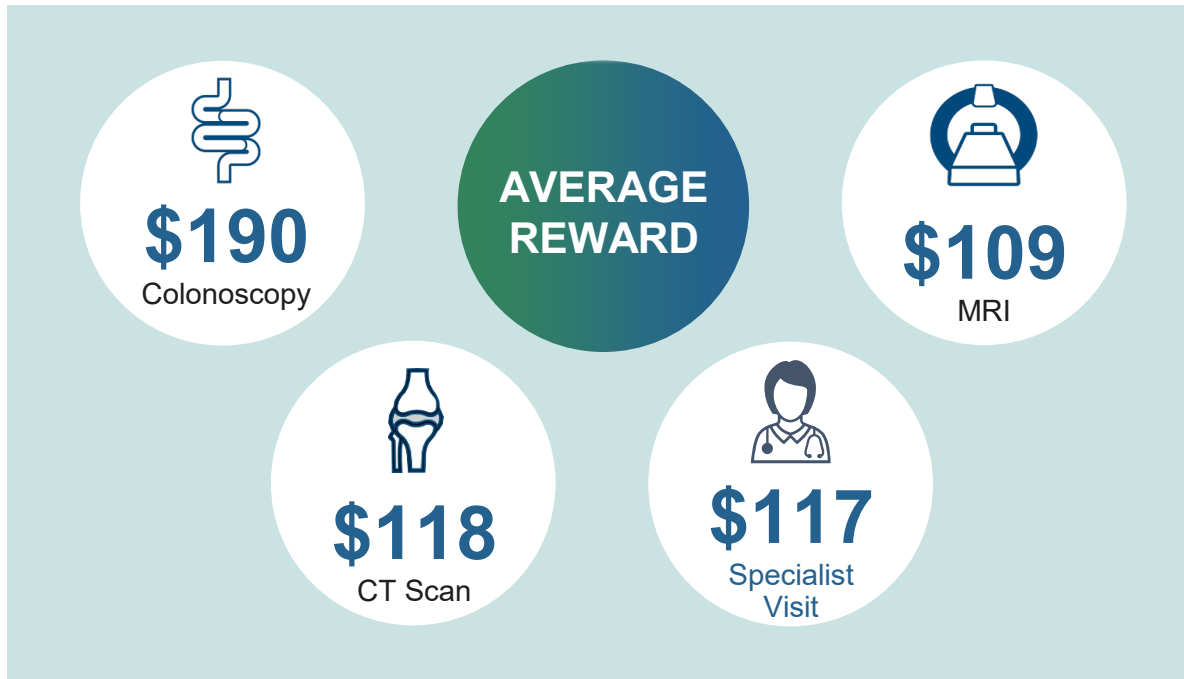 $190
Colonoscopy
AVERAGE
REWARD
$109
MRI
$118
CT Scan
$117
Specialist
Visit